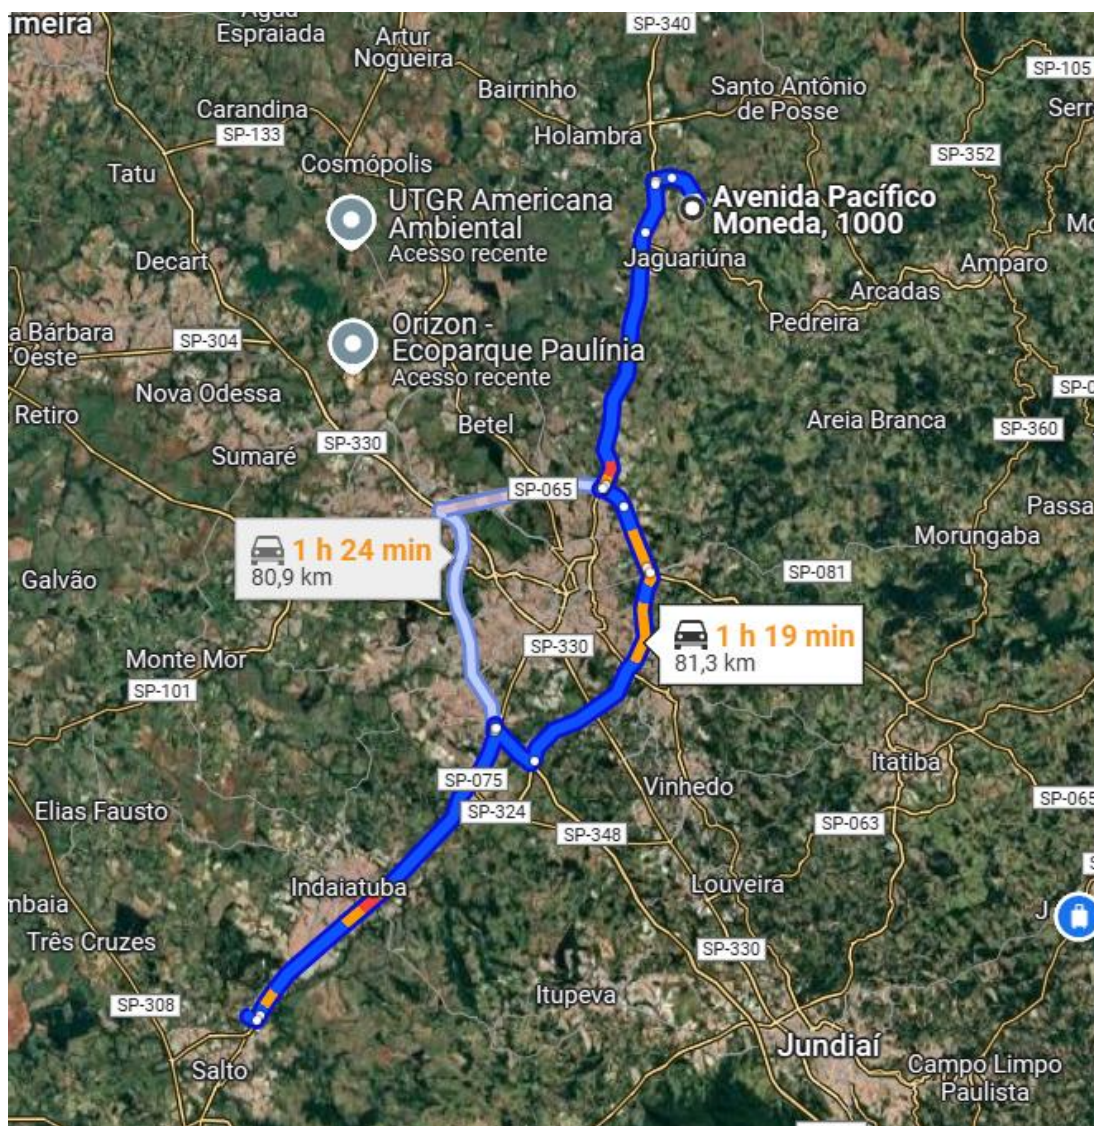 imeira
Espraiada
Artur
Nogueira
SP-340
SP-105
Carandina
Bairrinho
Santo Antônio
de Posse
SP-133
Holambra
SP-352
Tatu
Cosmópolis
UTGR Americana
Ambiental
Acesso recente
Avenida Pacífico
Moneda, 1000
Decart
Jaguariúna
Amparo
Arcadas
a Bárbara
Oeste
SP-304
Orizon -
Ecoparque Paulínia
Acesso recente
Pedreira
Nova Odessa
Retiro
Betel
Areia Branca
SP-360
SP-330
Sumaré
SP-065
1 h 24 min
80,9 km
Morungaba
Galvão
SP-081
SP-330
1 h 19 min
81,3 km
Monte Mor
SP-101
Itatiba
SP-075
Vinhedo
SP-065
Elias Fausto
SP-324
SP-348
SP-063
Indaiatuba
Louveira
mbaia
Três Cruzes
SP-330
SP-308
Itupeva
Jundiaí
Salto
Campo Limpo
Paulista